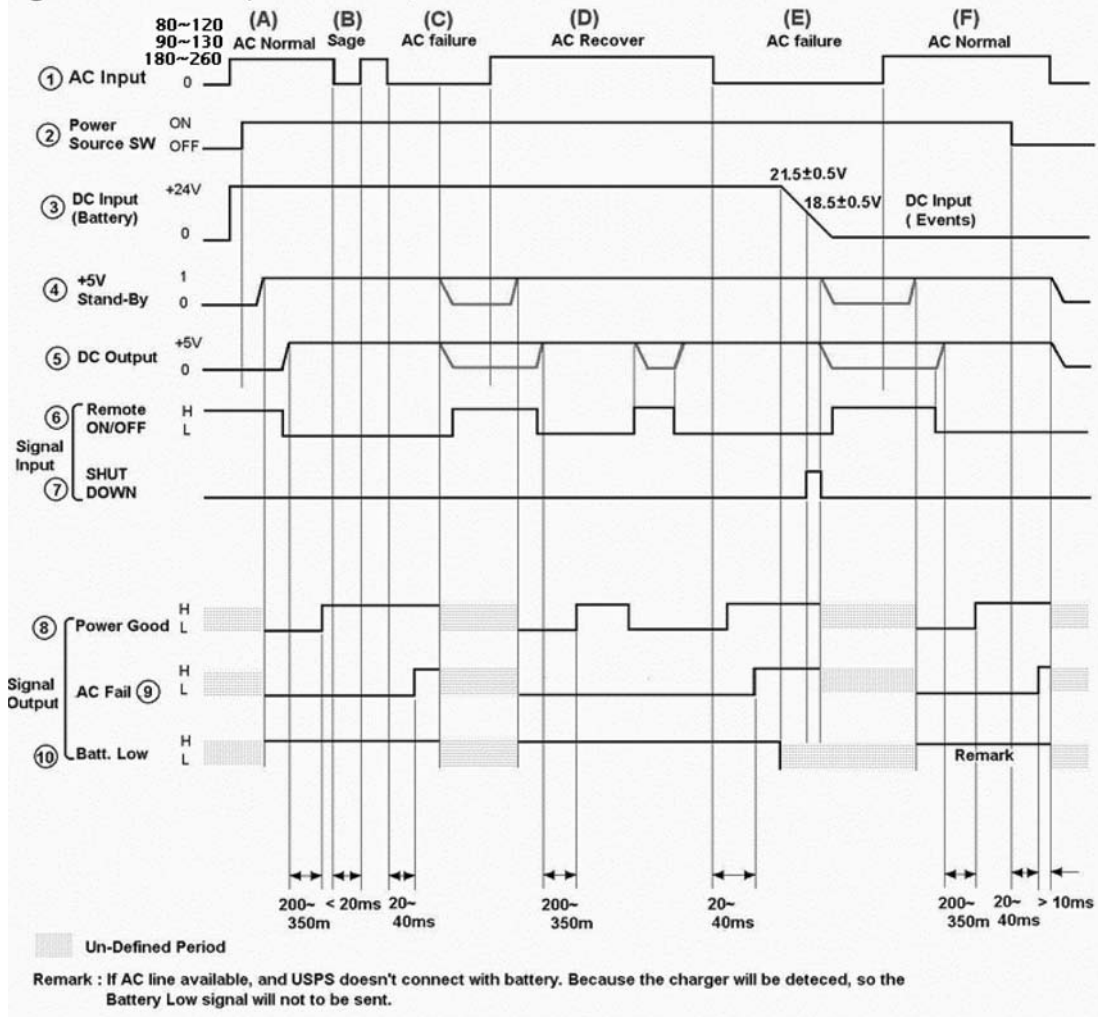 (A) (B) (C) (D) (E) (F)
80~120
90~130
180~260
AC Normal Sage AC failure AC Recover AC failure AC Normal
① AC Input 0
② Power Source SW ON OFF
③ DC Input (Battery) +24V 0
21.5±0.5V
18.5±0.5V
DC Input
( Events)
④ +5V Stand-By 1 0
⑤ DC Output +5V 0
Signal Input
⑥ Remote ON/OFF H L
⑦ SHUT DOWN
Signal Output
⑧ Power Good H L
AC Fail ⑨ H L
⑩ Batt. Low H L
Remark
200~ 350m
< 20ms
20~ 40ms
200~ 350m
20~ 40ms
200~ 350m
20~ 40ms
> 10ms
Un-Defined Period
Remark : If AC line available, and USPS doesn't connect with battery. Because the charger will be deteced, so the
Battery Low signal will not to be sent.